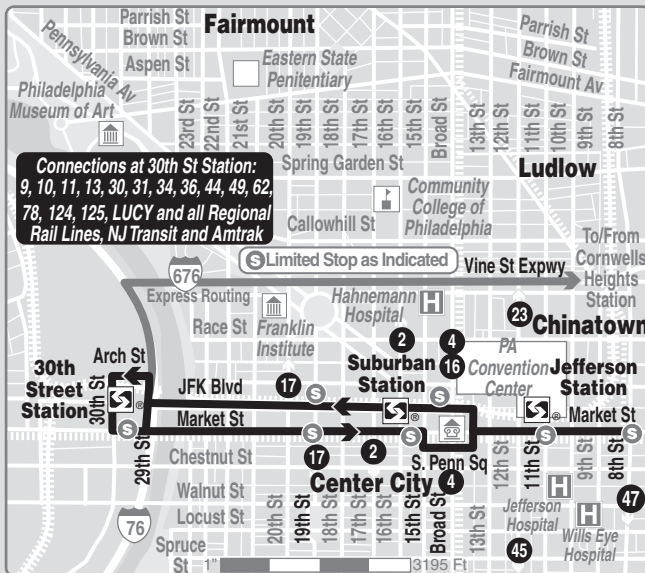 Parrish St
Brown St
Aspen St
Fairmount
Pennsylvania Av
Eastern State
Penitentiary
Parrish St
Brown St
Fairmount Av
Philadelphia
Museum of Art
23rd St
22nd St
21st St
20th St
19th St
18th St
17th St
16th St
15th St
Broad St
13th St
12th St
11th St
10th St
9th St
8th St
Connections at 30th St Station:
9, 10, 11, 13, 30, 31, 34, 36, 44, 49, 62,
78, 124, 125, LUCY and all Regional
Rail Lines, NJ Transit and Amtrak
Spring Garden St
Ludlow
Community
College of
Philadelphia
Callowhill St
To/From
Cornwells
Heights
Station
S Limited Stop as Indicated
Vine St Expwy
676
Express Routing
Race St
Franklin
Institute
Hahnemann
Hospital
H
23
Chinatown
2
4
16
PA
Convention
Center
30th
Street
Station
Arch St
30th St
Suburban
Station
Jefferson
Station
JFK Blvd
17
S
S
®
®
®
Market St
Market St
S
S
S
S
S
17
2
29th St
Chestnut St
S. Penn Sq
Center City
4
Walnut St
Locust St
Spruce
St
76
20th St
19th St
18th St
17th St
16th St
15th St
Broad St
13th St
12th St
11th St
9th St
8th St
H
Jefferson
Hospital
H
Wills Eye
Hospital
47
45
1"
3195 Ft